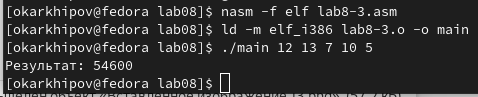 [okarkhipov@fedora lab08]$ nasm -f elf lab8-3.asm
[okarkhipov@fedora lab08]$ ld -m elf_i386 lab8-3.o -o main
[okarkhipov@fedora lab08]$ ./main 12 13 7 10 5
Результат: 54600
[okarkhipov@fedora lab08]$